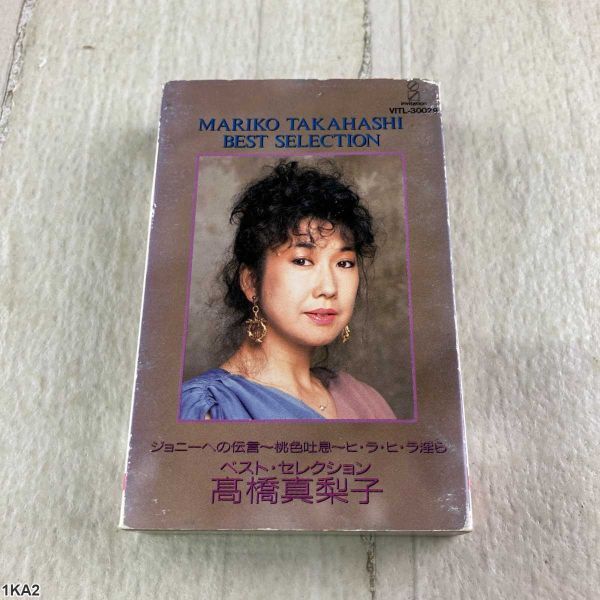 invitation
VITL-30029
MARIKO TAKAHASHI
BEST SELECTION
ジョニーへの伝言〜桃色吐息〜ヒ・ラ・ヒ・ラ淫ら
ベスト・セレクション
髙橋真梨子
1KA2